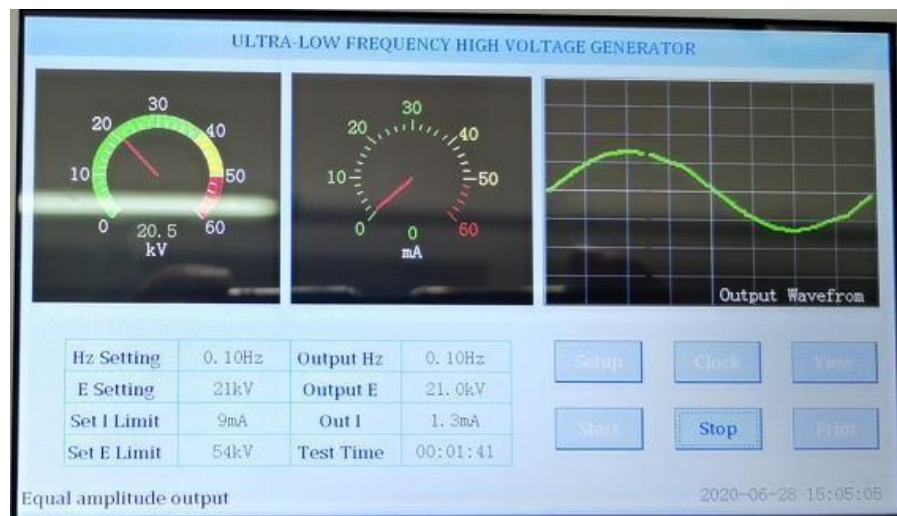 ULTRA-LOW FREQUENCY HIGH VOLTAGE GENERATOR
30
20
40
10
50
0
20.5
60
kV
30
20
40
10
50
0
0
60
mA
Output Wavefrom
Hz Setting 0.10Hz Output Hz 0.10Hz
E Setting 21kV Output E 21.0kV
Set I Limit 9mA Out I 1.3mA
Set E Limit 54kV Test Time 00:01:41
Setup Clock View
Start Stop Print
Equal amplitude output
2020-06-28 15:05:05